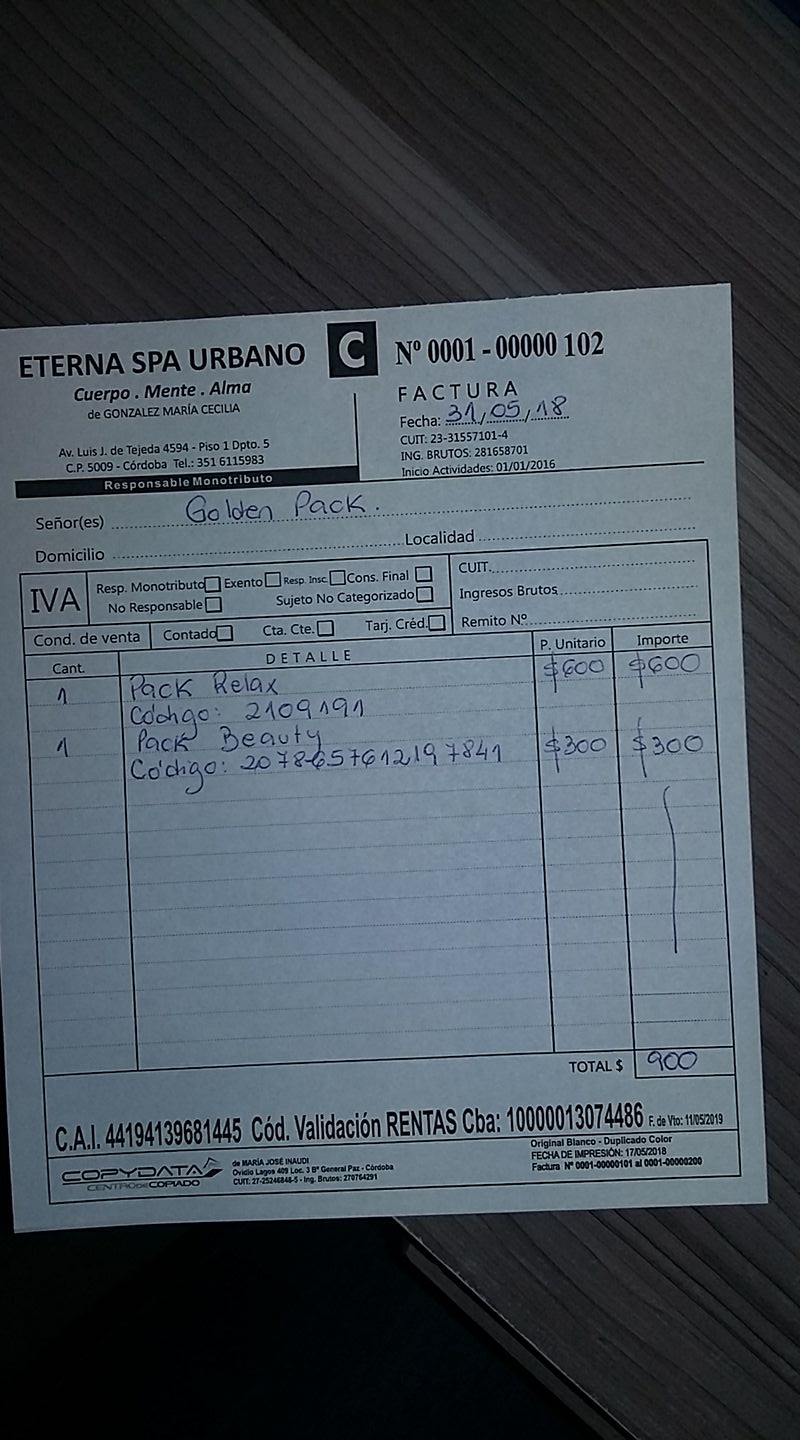 ETERNA SPA URBANO
C
Nº 0001 - 00000 102
Cuerpo . Mente . Alma
de GONZALEZ MARÍA CECILIA
Av. Luis J. de Tejeda 4594 - Piso 1 Dpto. 5
C.P. 5009 - Córdoba Tel.: 351 6115983
Responsable Monotributo
FACTURA
Fecha: 31/05/18
CUIT: 23-31557101-4
ING. BRUTOS: 281658701
Inicio Actividades: 01/01/2016
Señor(es) Golden Pack.
Domicilio Localidad
IVA
Resp. Monotributo Exento Resp. Insc. Cons. Final
No Responsable Sujeto No Categorizado
CUIT.
Ingresos Brutos
Remito Nº
Cond. de venta Contado Cta. Cte. Tarj. Créd.
Cant. DETALLE P. Unitario Importe
1 Pack Relax $600 $600
Código: 2109191
1 Pack Beauty $300 $300
Código: 2078657612197841
TOTAL $ 900
C.A.I. 44194139681445 Cód. Validación RENTAS Cba: 10000013074486 F. de Vto: 11/05/2019
COPYDATA
CENTRO DE COPIADO
de MARÍA JOSÉ INAUDI
Ovidio Lagos 409 Loc. 3 Bº General Paz - Córdoba
CUIT: 27-25246848-5 - Ing. Brutos: 270764291
Original Blanco - Duplicado Color
FECHA DE IMPRESIÓN: 17/05/2018
Factura Nº 0001-00000101 al 0001-00000200